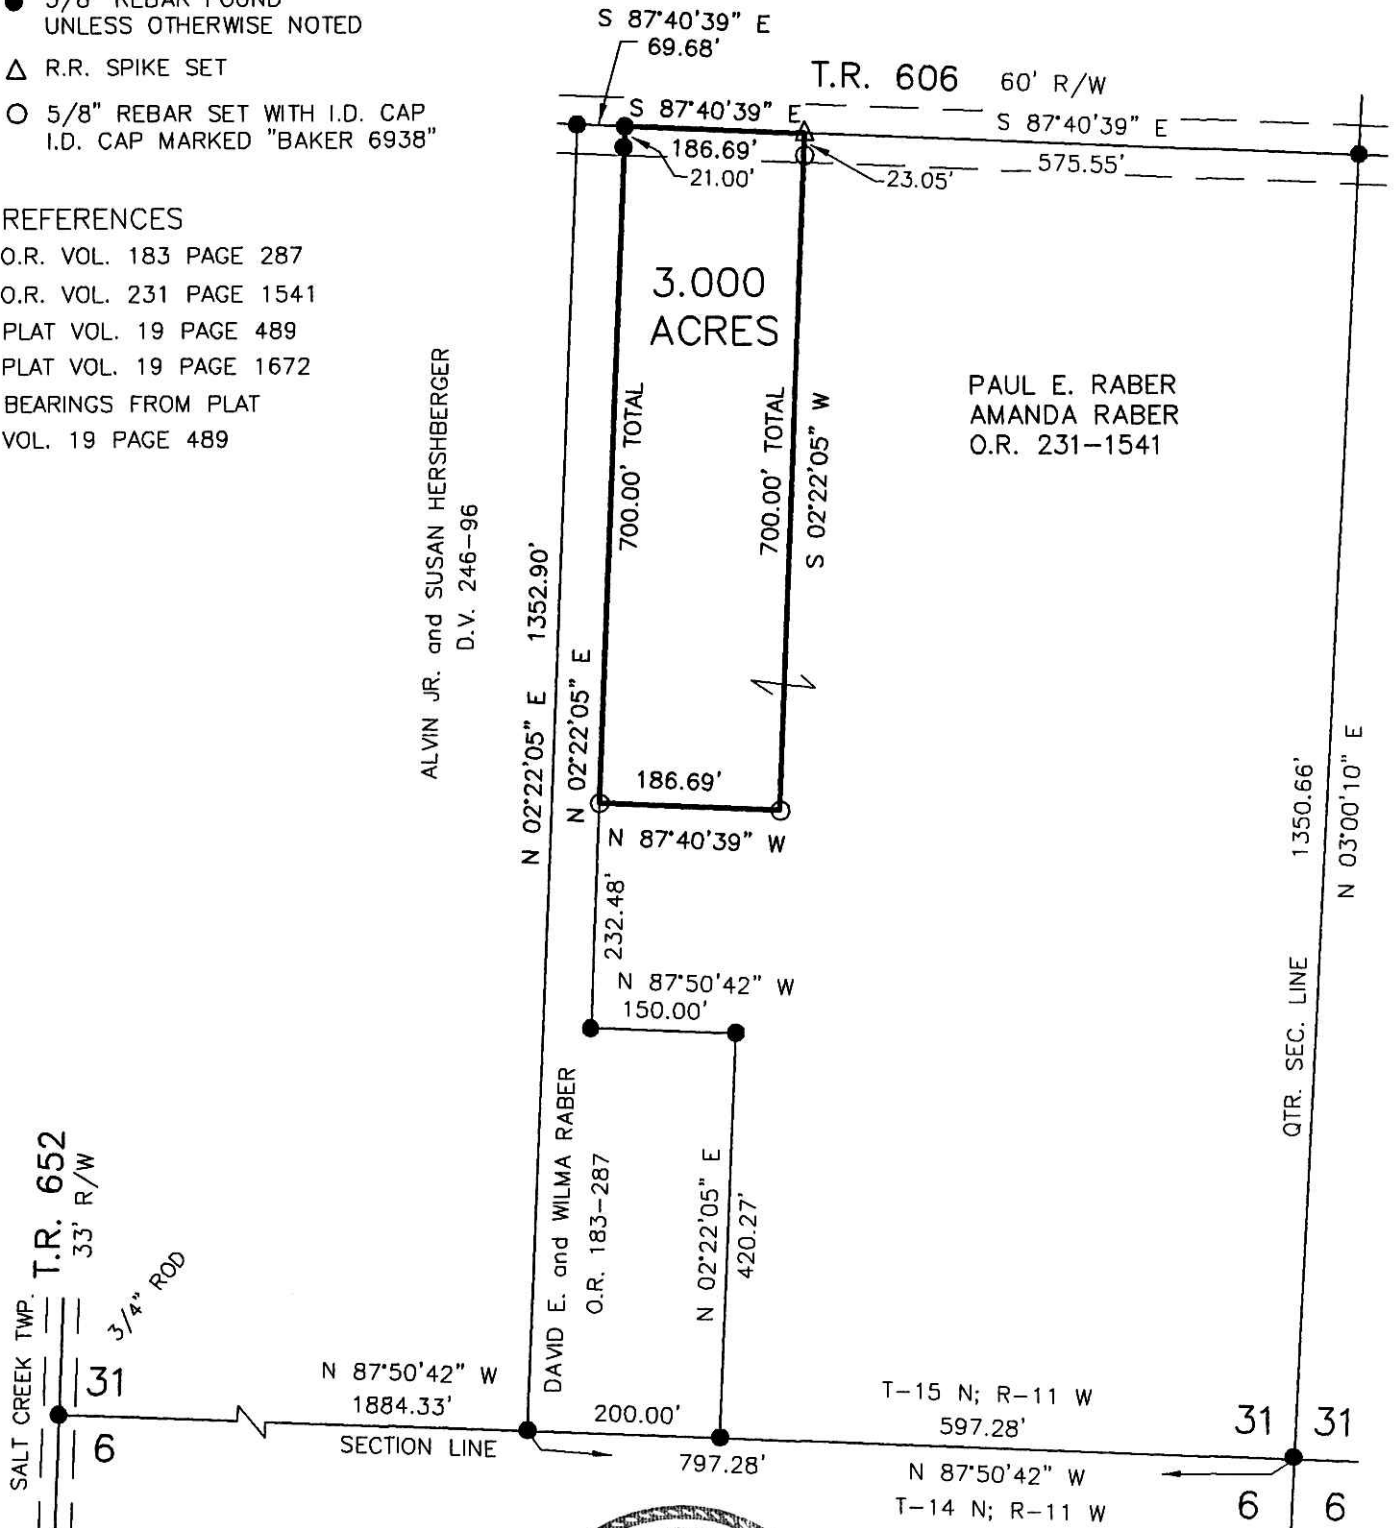 5/8" REBAR FOUND
UNLESS OTHERWISE NOTED
R.R. SPIKE SET
5/8" REBAR SET WITH I.D. CAP
I.D. CAP MARKED "BAKER 6938"
REFERENCES
O.R. VOL. 183 PAGE 287
O.R. VOL. 231 PAGE 1541
PLAT VOL. 19 PAGE 489
PLAT VOL. 19 PAGE 1672
BEARINGS FROM PLAT
VOL. 19 PAGE 489
S 87°40'39" E
69.68'
T.R. 606 60' R/W
S 87°40'39" E
186.69'
21.00'
S 87°40'39" E
575.55'
23.05'
3.000
ACRES
700.00' TOTAL
700.00' TOTAL
S 02°22'05" W
PAUL E. RABER
AMANDA RABER
O.R. 231-1541
ALVIN JR. and SUSAN HERSHBERGER
D.V. 246-96
N 02°22'05" E 1352.90'
N 02°22'05" E
186.69'
N 87°40'39" W
232.48'
N 87°50'42" W
150.00'
1350.66'
N 03°00'10" E
QTR. SEC. LINE
DAVID E. and WILMA RABER
O.R. 183-287
N 02°22'05" E
420.27'
T.R. 652
33' R/W
3/4" ROD
SALT CREEK TWP.
31
6
N 87°50'42" W
1884.33'
SECTION LINE
200.00'
797.28'
T-15 N; R-11 W
597.28'
N 87°50'42" W
T-14 N; R-11 W
31 31
6 6